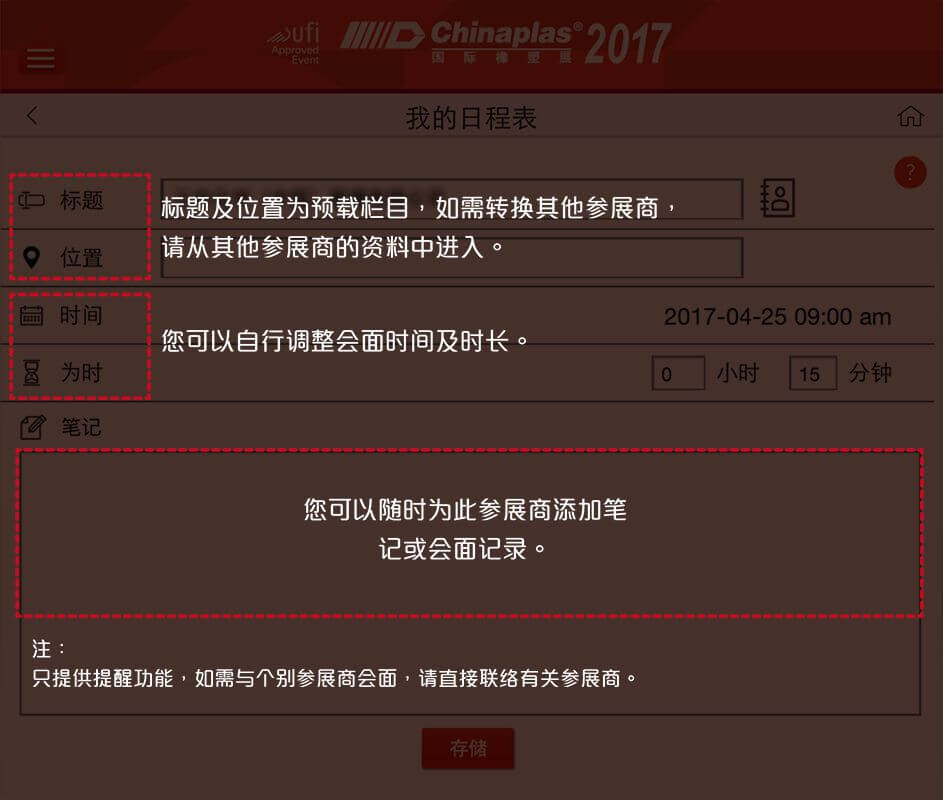 ufi
Approved
Event
Chinaplas® 2017
国际橡塑展
我的日程表
?
标题
标题及位置为预载栏目，如需转换其他参展商，
请从其他参展商的资料中进入。
位置
时间
2017-04-25 09:00 am
您可以自行调整会面时间及时长。
为时
0 小时 15 分钟
笔记
您可以随时为此参展商添加笔
记或会面记录。
注：
只提供提醒功能，如需与个别参展商会面，请直接联络有关参展商。
存储